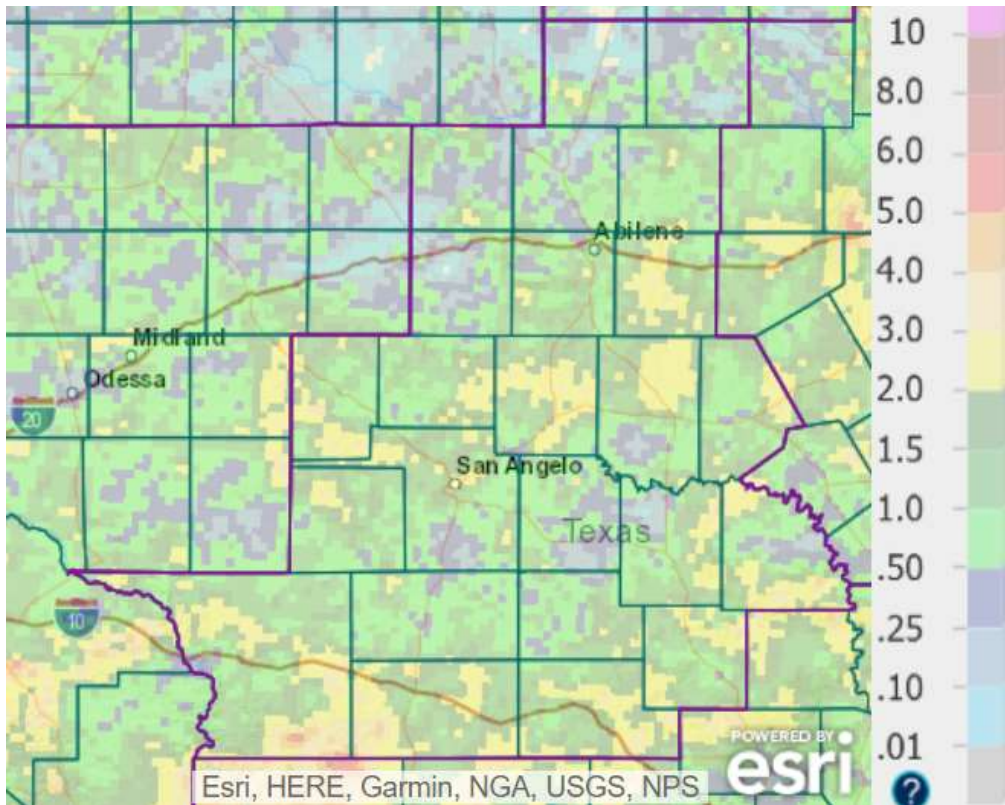 10
8.0
6.0
5.0
4.0
3.0
2.0
1.5
1.0
.50
.25
.10
.01
?
Abilene
Midland
Odessa
20
San Angelo
Texas
10
POWERED BY
esri
Esri, HERE, Garmin, NGA, USGS, NPS